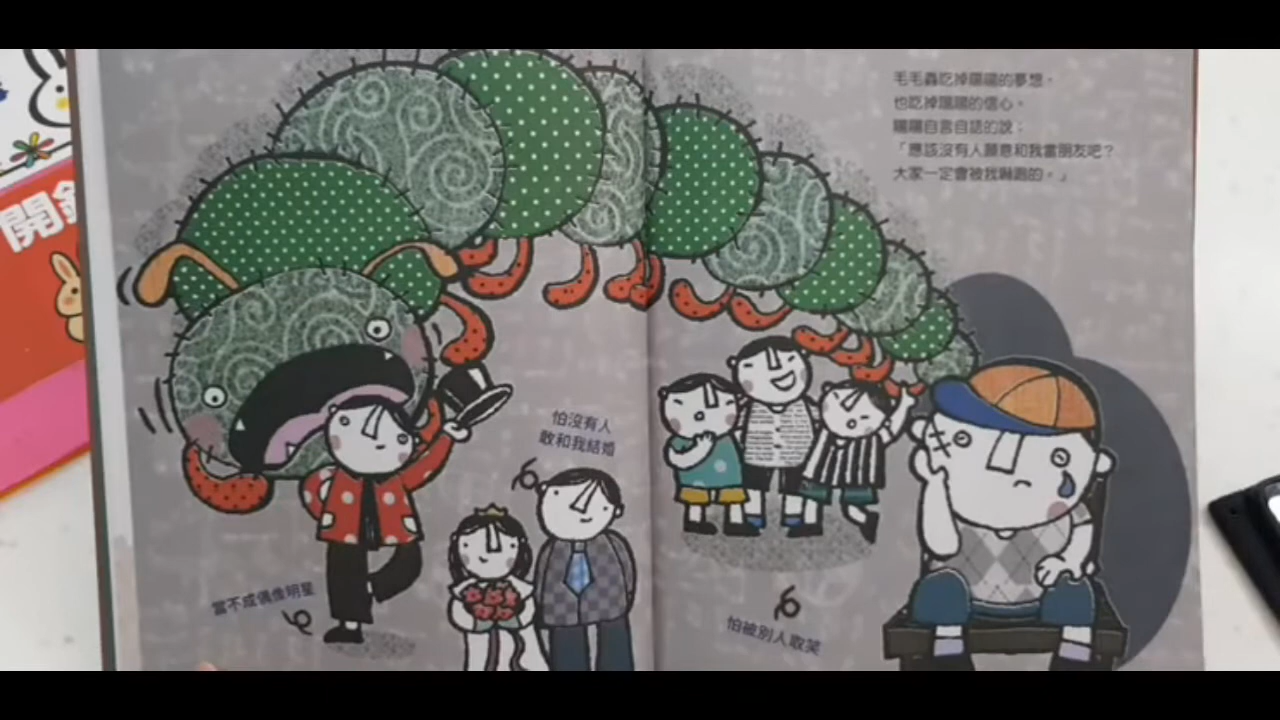 毛毛蟲吃掉陽陽的夢想，
也吃掉陽陽的信心。
陽陽自言自語的說：
「應該沒有人願意和我當朋友吧？
大家一定會被我嚇跑的。」
怕沒有人
敢和我結婚
當不成偶像明星
怕被別人取笑
開